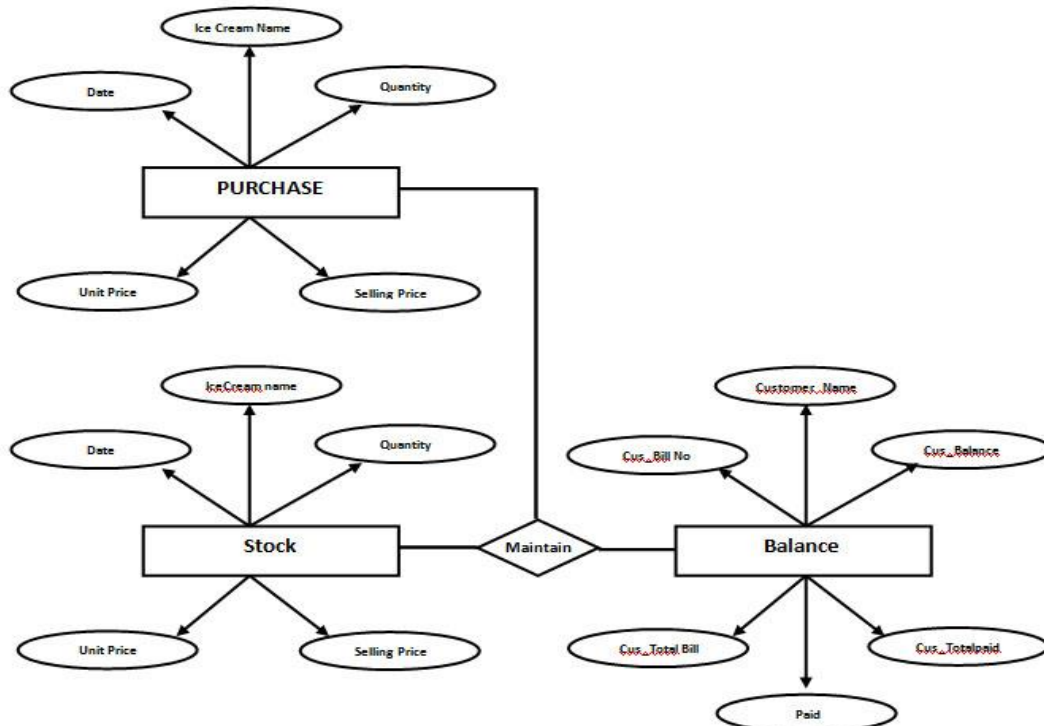 Ice Cream Name
Date
Quantity
PURCHASE
Unit Price
Selling Price
IceCream name
Date
Quantity
Stock
Unit Price
Selling Price
Maintain
Customer_Name
Cus_Bill No
Cus_Balance
Balance
Cus_Total Bill
Cus_Totalpaid
Paid